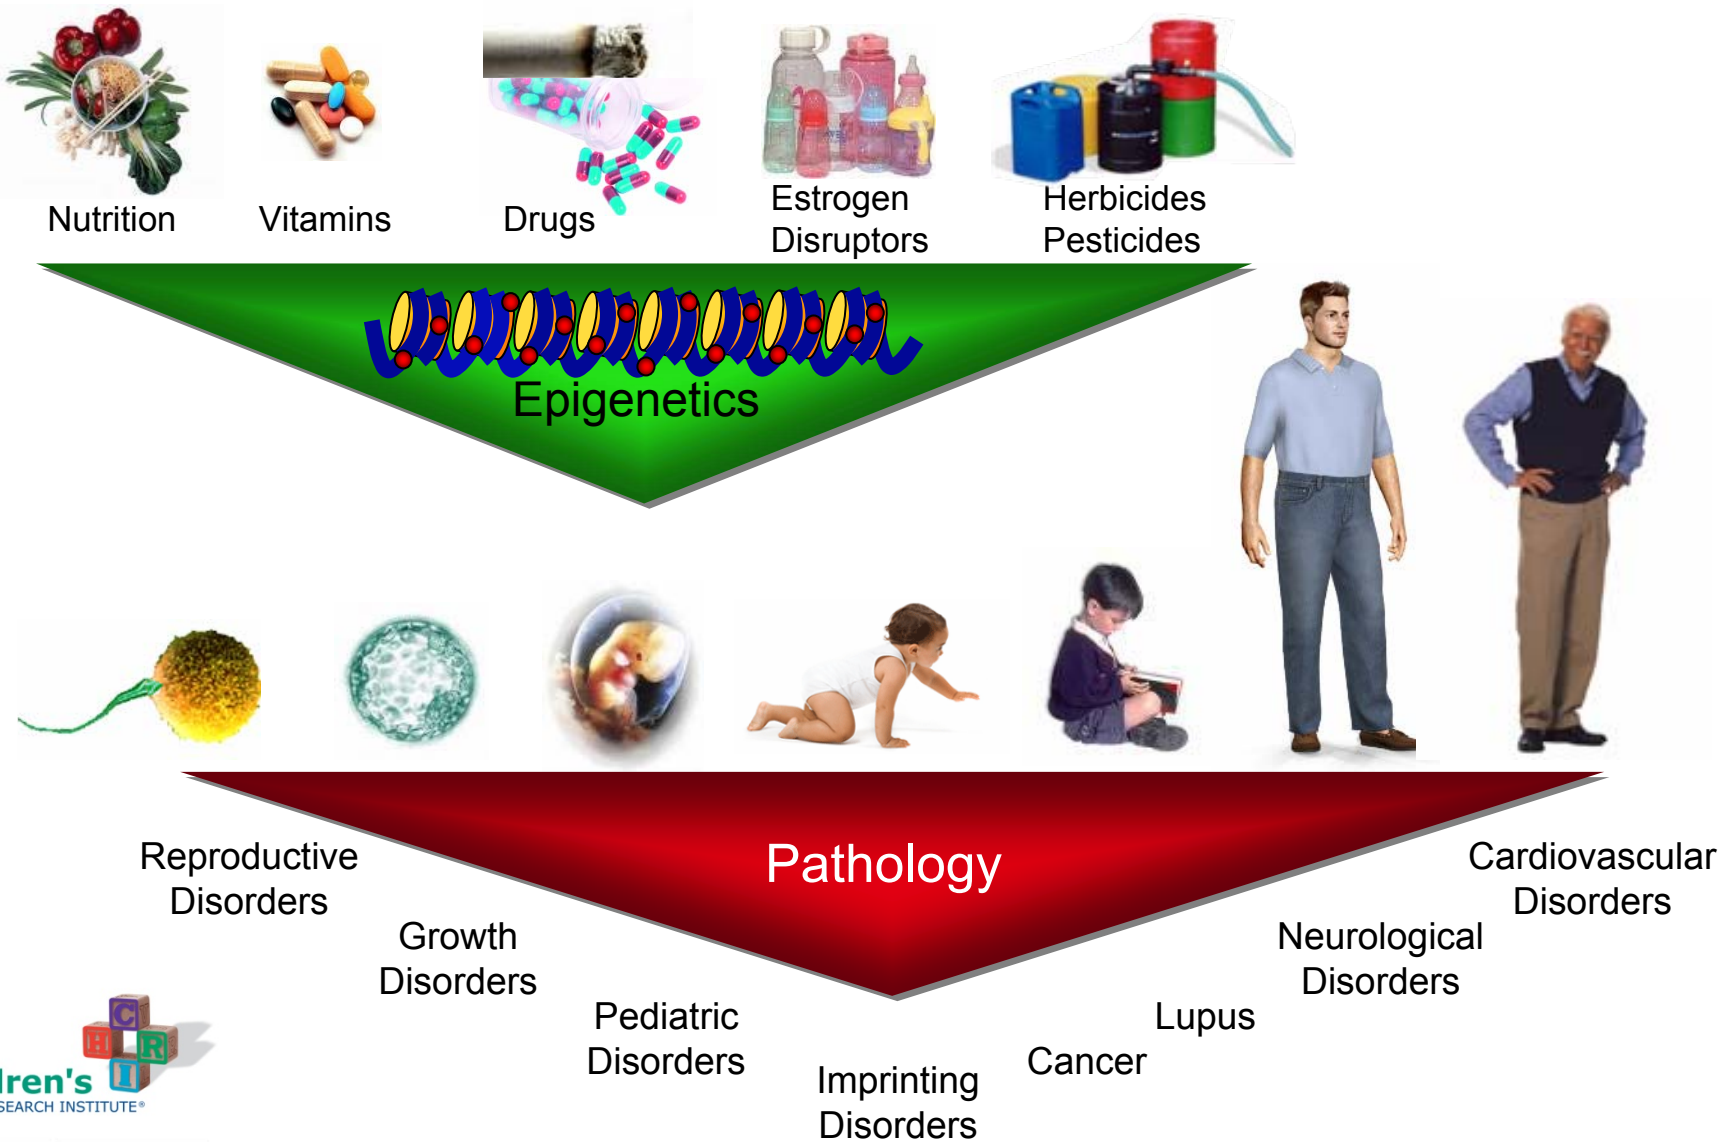 Nutrition
Vitamins
Drugs
Estrogen
Disruptors
Herbicides
Pesticides
Epigenetics
Pathology
Reproductive
Disorders
Growth
Disorders
Pediatric
Disorders
Imprinting
Disorders
Cancer
Lupus
Neurological
Disorders
Cardiovascular
Disorders
C
H R
I
dren's
SEARCH INSTITUTE®